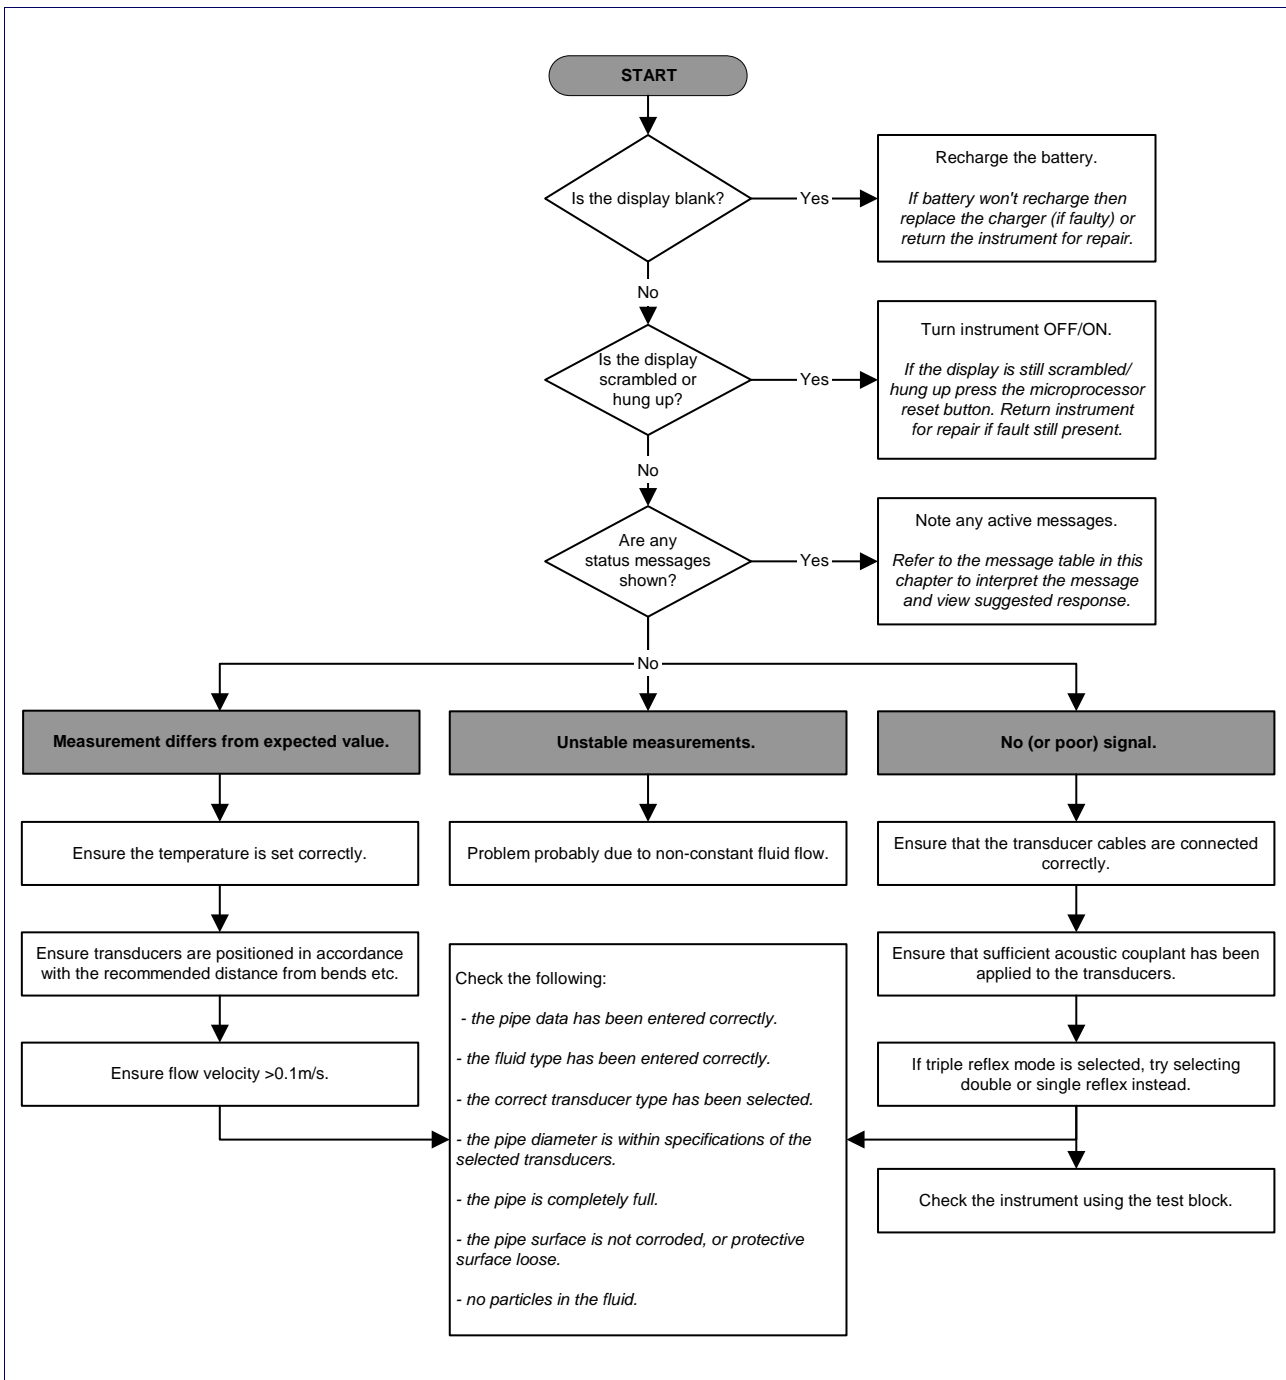 START
Is the display blank?
Yes
Recharge the battery.
If battery won't recharge then
replace the charger (if faulty) or
return the instrument for repair.
No
Is the display
scrambled or
hung up?
Yes
Turn instrument OFF/ON.
If the display is still scrambled/
hung up press the microprocessor
reset button. Return instrument
for repair if fault still present.
No
Are any
status messages
shown?
Yes
Note any active messages.
Refer to the message table in this
chapter to interpret the message
and view suggested response.
No
Measurement differs from expected value.
Ensure the temperature is set correctly.
Ensure transducers are positioned in accordance
with the recommended distance from bends etc.
Ensure flow velocity >0.1m/s.
Unstable measurements.
Problem probably due to non-constant fluid flow.
Check the following:
- the pipe data has been entered correctly.
- the fluid type has been entered correctly.
- the correct transducer type has been selected.
- the pipe diameter is within specifications of the
selected transducers.
- the pipe is completely full.
- the pipe surface is not corroded, or protective
surface loose.
- no particles in the fluid.
No (or poor) signal.
Ensure that the transducer cables are connected
correctly.
Ensure that sufficient acoustic couplant has been
applied to the transducers.
If triple reflex mode is selected, try selecting
double or single reflex instead.
Check the instrument using the test block.